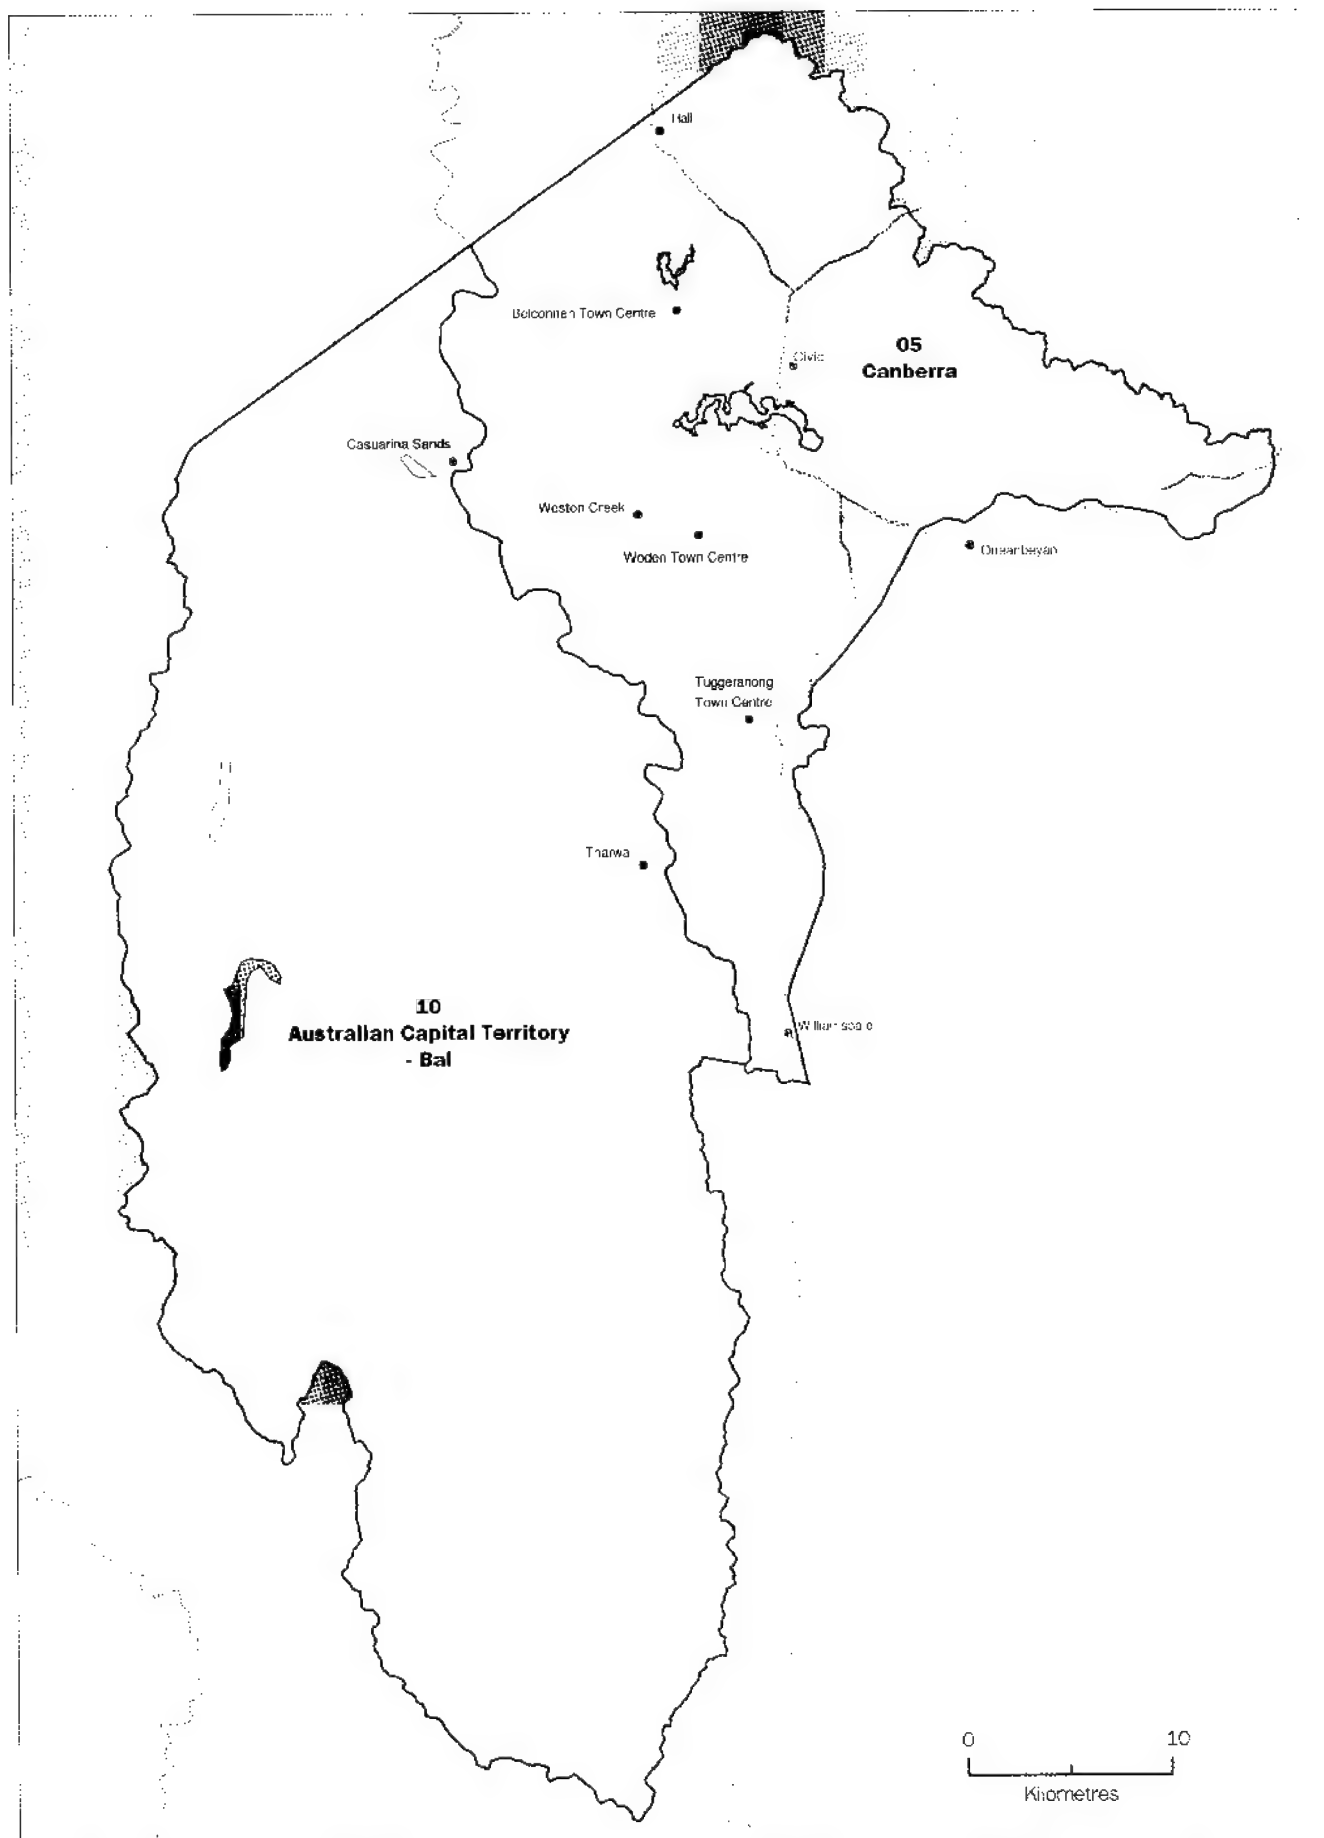 Hall
Belconnen Town Centre
Civic
05
Canberra
Casuarina Sands
Weston Creek
Woden Town Centre
Queanbeyan
Tuggeranong
Town Centre
Tharwa
10
Australian Capital Territory
- Bal
Williamsdale
0 10
Kilometres